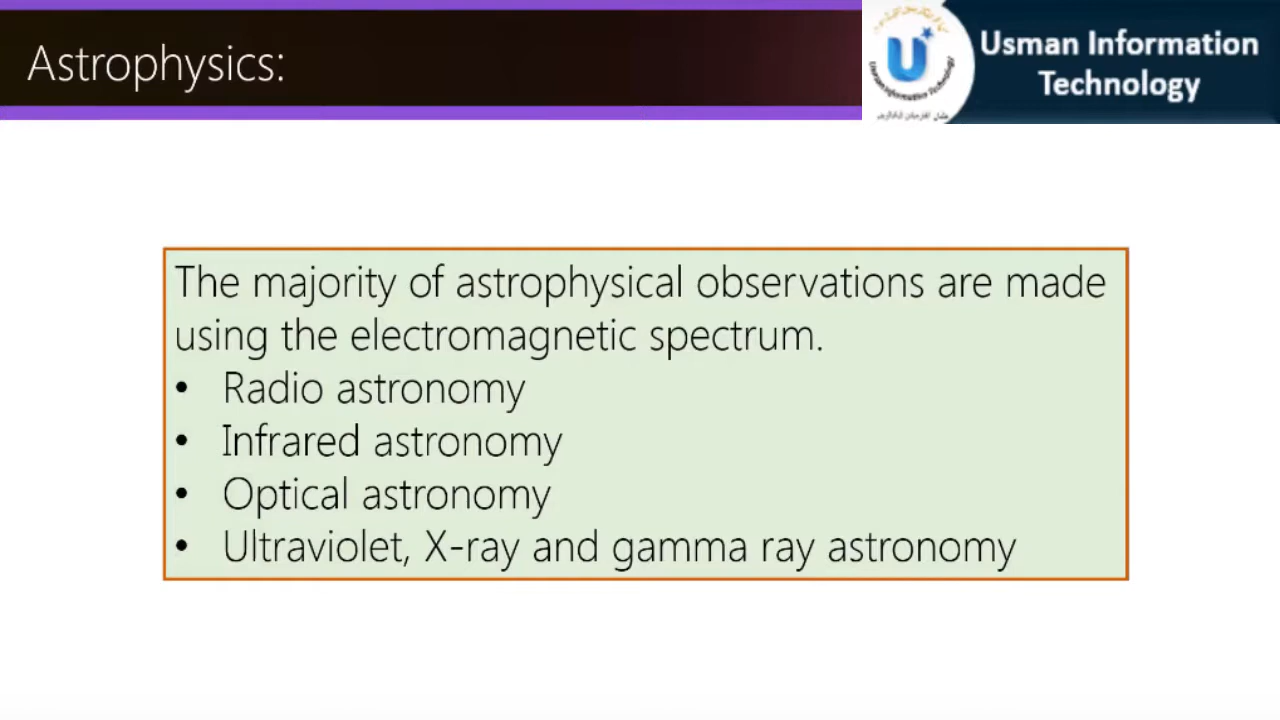 Astrophysics:
Usman Information
Technology
The majority of astrophysical observations are made
using the electromagnetic spectrum.
• Radio astronomy
• Infrared astronomy
• Optical astronomy
• Ultraviolet, X-ray and gamma ray astronomy